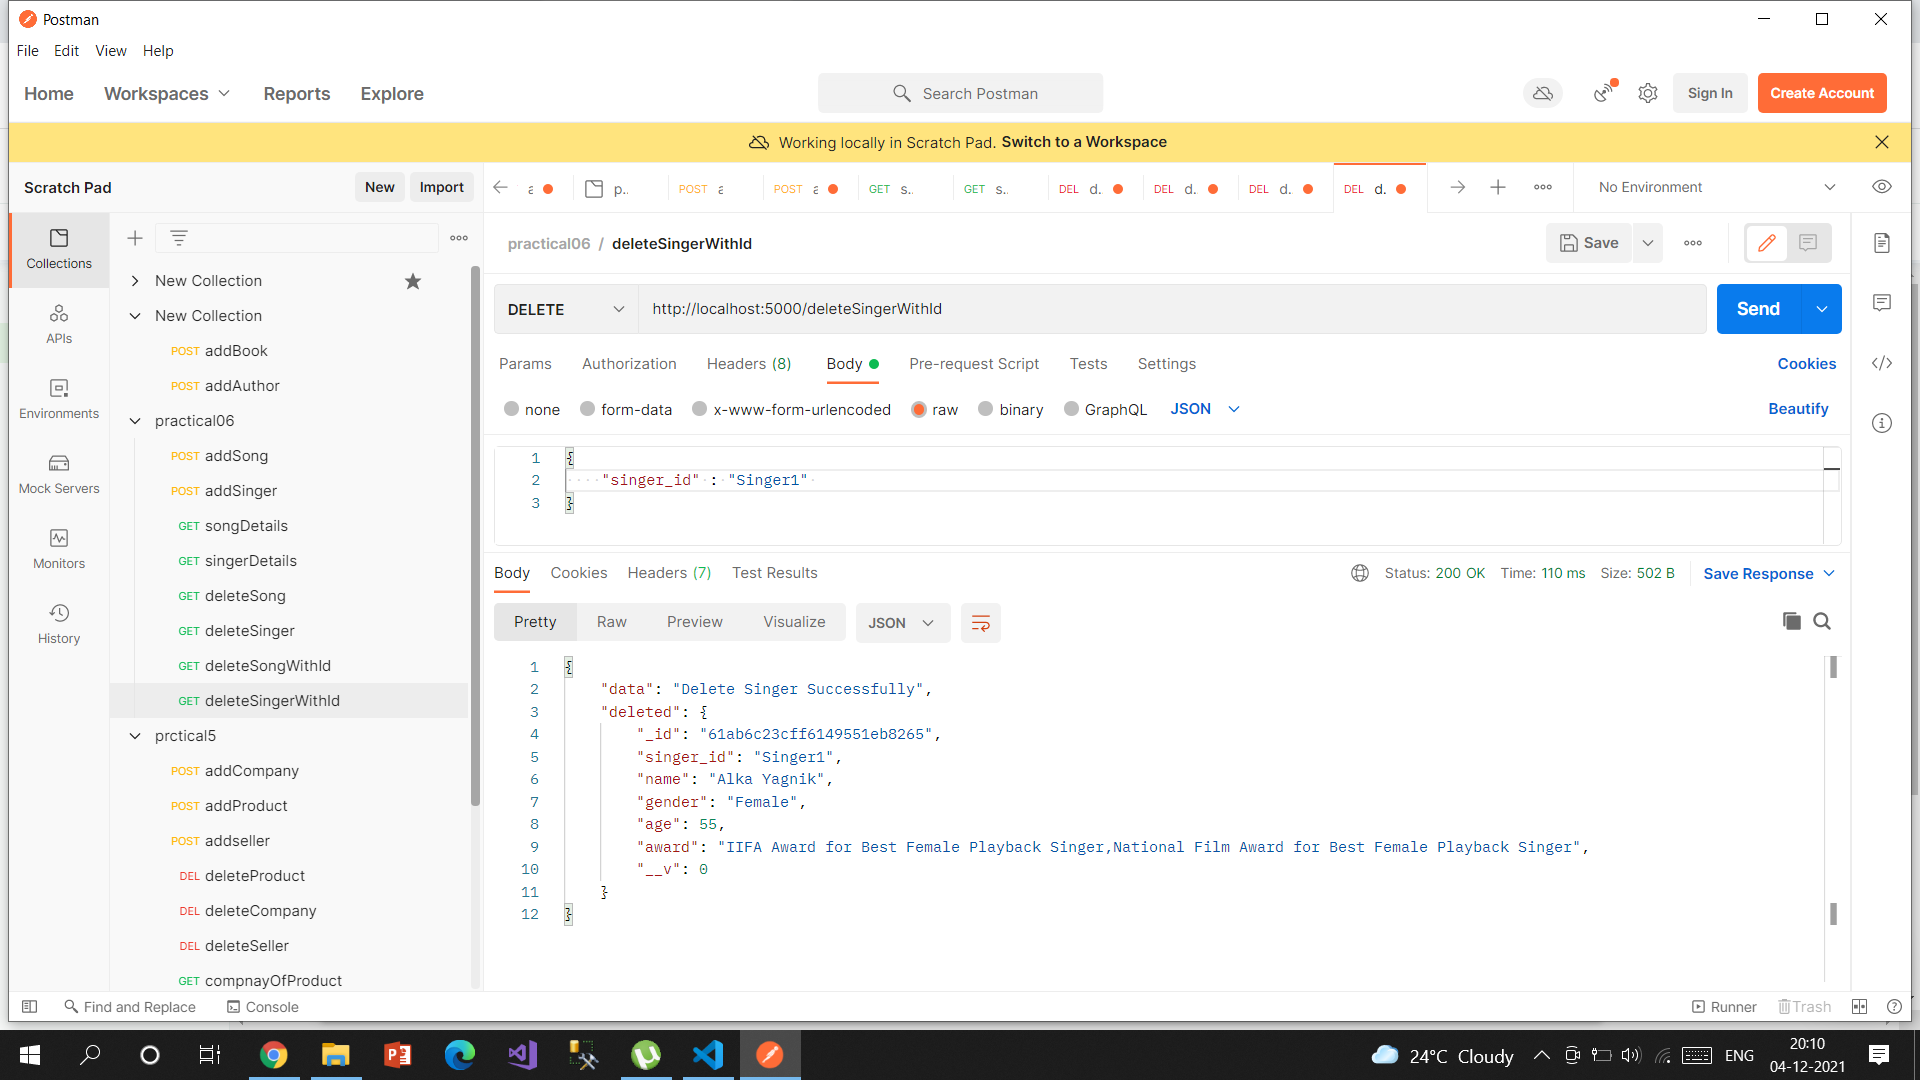 Postman
File Edit View Help
Home Workspaces Reports Explore
Search Postman
Sign In
Create Account
Working locally in Scratch Pad. Switch to a Workspace
Scratch Pad
New Import
p..
POST
POST
GET s..
GET s..
DEL d.
DEL d.
DEL d.
DEL d.
No Environment
Collections
APIs
Environments
Mock Servers
Monitors
History
New Collection
New Collection
POST addBook
POST addAuthor
practical06
POST addSong
POST addSinger
GET songDetails
GET singerDetails
GET deleteSong
GET deleteSinger
GET deleteSongWithId
GET deleteSingerWithId
prctical5
POST addCompany
POST addProduct
POST addseller
DEL deleteProduct
DEL deleteCompany
DEL deleteSeller
GET compnayOfProduct
practical06 / deleteSingerWithId
Save
DELETE http://localhost:5000/deleteSingerWithId
Send
Params Authorization Headers (8) Body Pre-request Script Tests Settings
Cookies
none form-data x-www-form-urlencoded raw binary GraphQL JSON
Beautify
1 {
2 "singer_id" : "Singer1"
3 }
Body Cookies Headers (7) Test Results
Status: 200 OK Time: 110 ms Size: 502 B
Save Response
Pretty Raw Preview Visualize JSON
1 {
2 "data": "Delete Singer Successfully",
3 "deleted": {
4 "_id": "61ab6c23cff6149551eb8265",
5 "singer_id": "Singer1",
6 "name": "Alka Yagnik",
7 "gender": "Female",
8 "age": 55,
9 "award": "IIFA Award for Best Female Playback Singer,National Film Award for Best Female Playback Singer",
10 "__v": 0
11 }
12 }
Find and Replace Console
Runner Trash
24°C Cloudy
ENG
20:10
04-12-2021